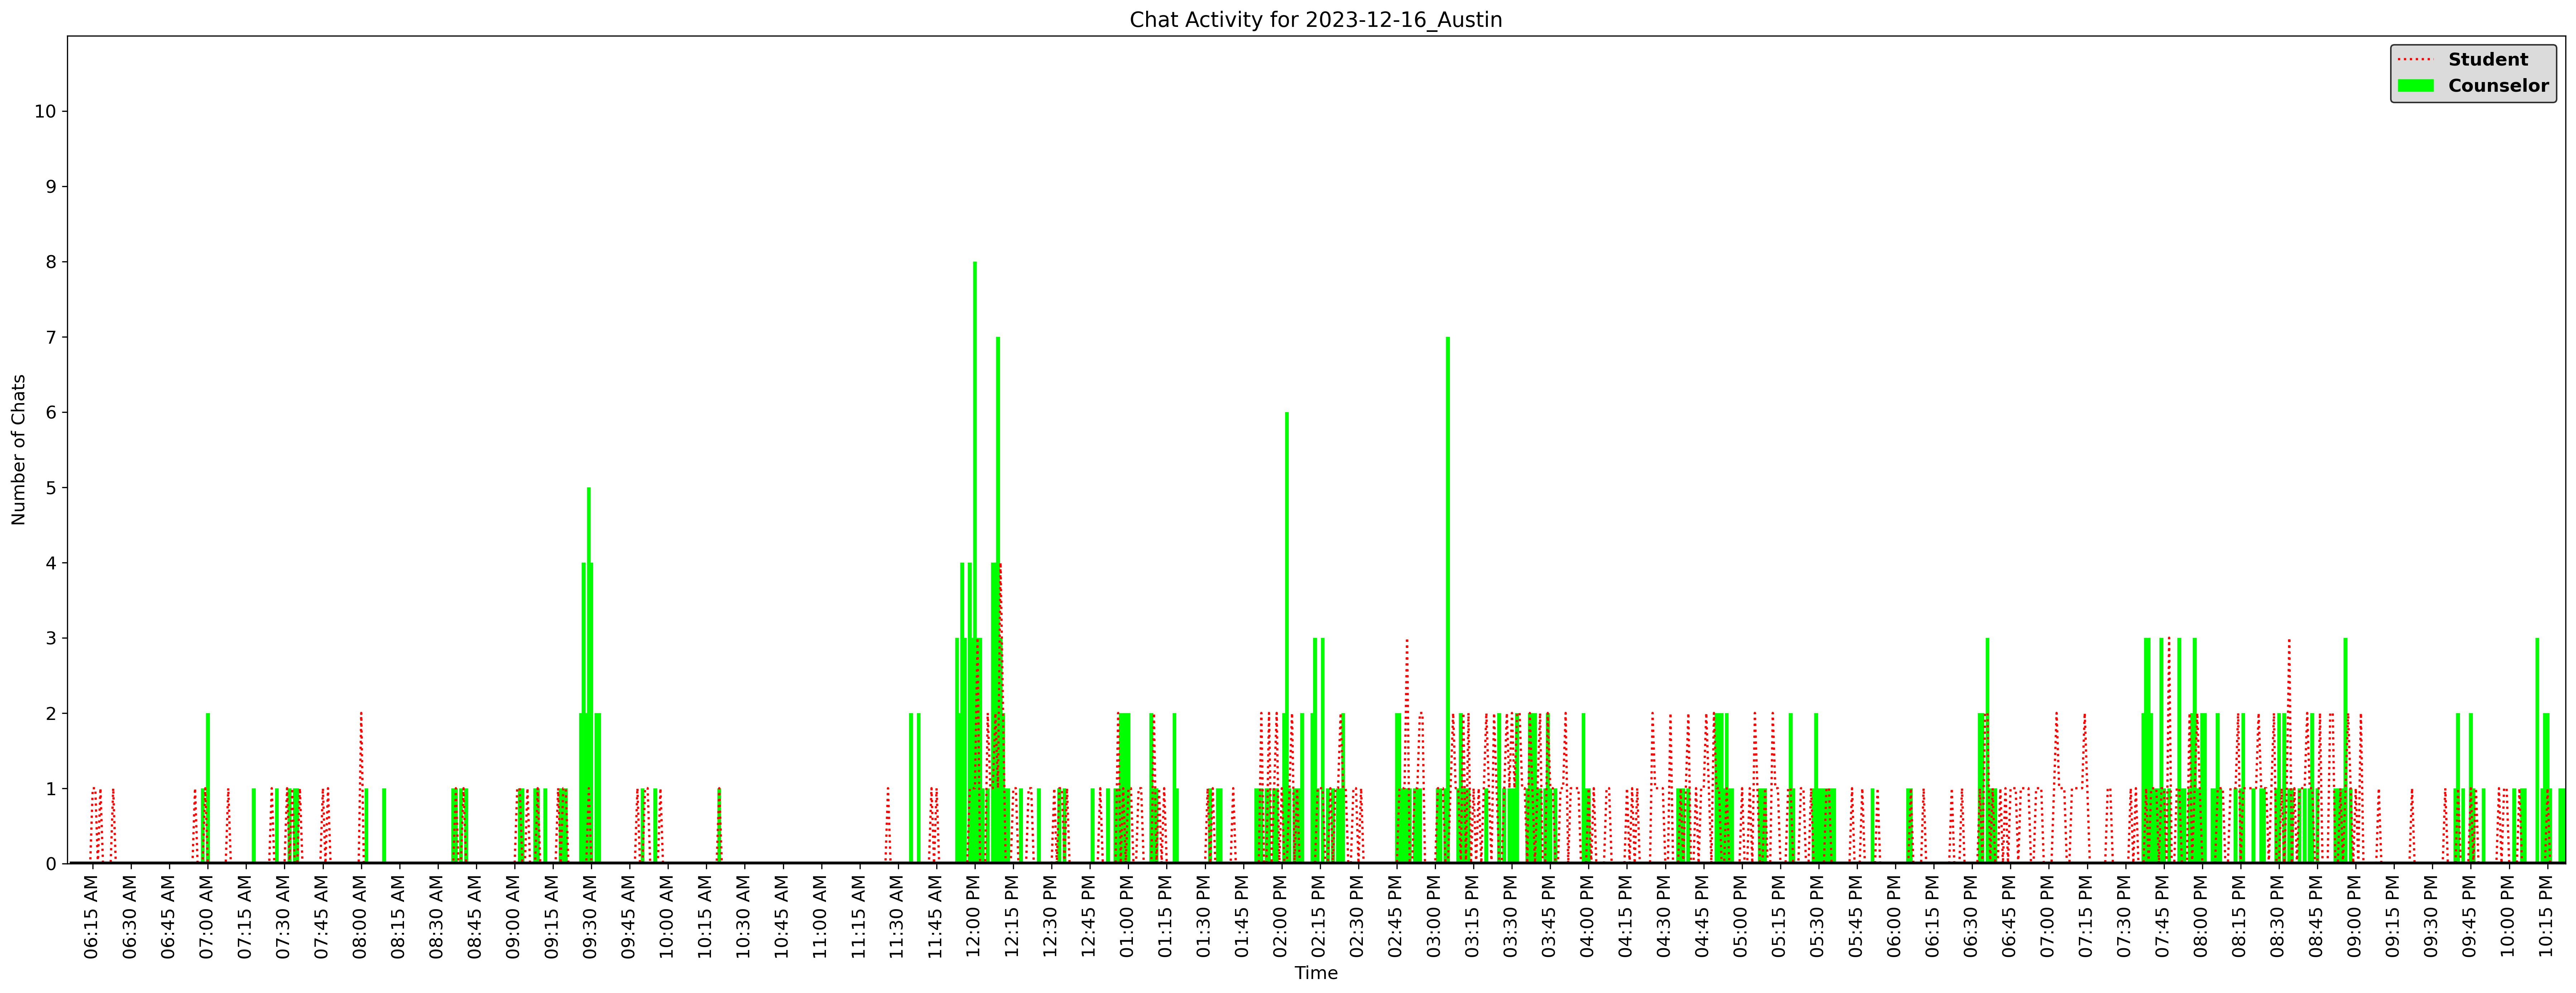 Chat Activity for 2023-12-16_Austin
Student
Counselor
Number of Chats
10
9
8
7
6
5
4
3
2
1
0
06:15 AM
06:30 AM
06:45 AM
07:00 AM
07:15 AM
07:30 AM
07:45 AM
08:00 AM
08:15 AM
08:30 AM
08:45 AM
09:00 AM
09:15 AM
09:30 AM
09:45 AM
10:00 AM
10:15 AM
10:30 AM
10:45 AM
11:00 AM
11:15 AM
11:30 AM
11:45 AM
12:00 PM
12:15 PM
12:30 PM
12:45 PM
01:00 PM
01:15 PM
01:30 PM
01:45 PM
02:00 PM
02:15 PM
02:30 PM
02:45 PM
03:00 PM
03:15 PM
03:30 PM
03:45 PM
04:00 PM
04:15 PM
04:30 PM
04:45 PM
05:00 PM
05:15 PM
05:30 PM
05:45 PM
06:00 PM
06:15 PM
06:30 PM
06:45 PM
07:00 PM
07:15 PM
07:30 PM
07:45 PM
08:00 PM
08:15 PM
08:30 PM
08:45 PM
09:00 PM
09:15 PM
09:30 PM
09:45 PM
10:00 PM
10:15 PM
Time